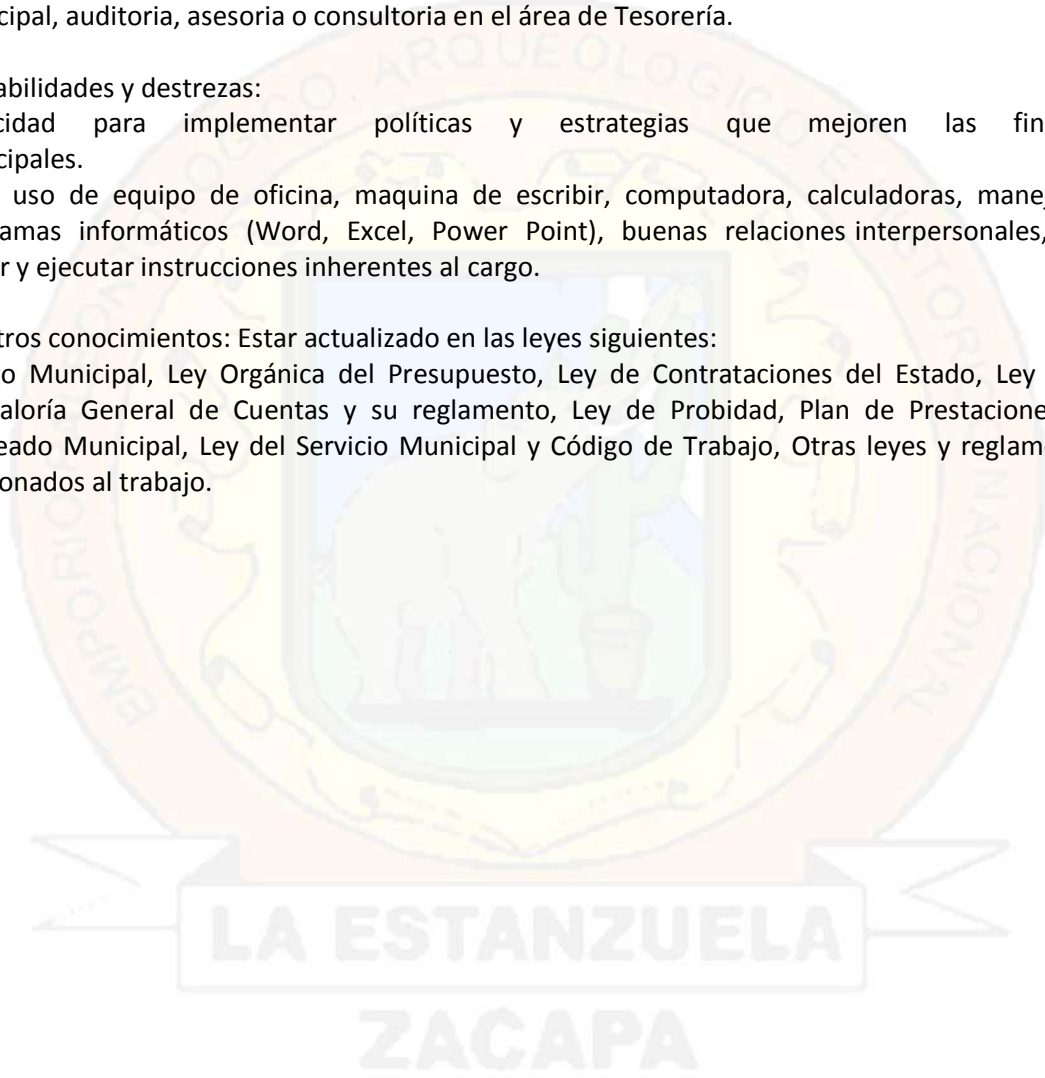 cipal, auditoria, asesoria o consultoria en el área de Tesorería.
abilidades y destrezas:
cidad para implementar políticas y estrategias que mejoren las fin
cipales.
uso de equipo de oficina, maquina de escribir, computadora, calculadoras, mane
amas informáticos (Word, Excel, Power Point), buenas relaciones interpersonales,
r y ejecutar instrucciones inherentes al cargo.
tros conocimientos: Estar actualizado en las leyes siguientes:
o Municipal, Ley Orgánica del Presupuesto, Ley de Contrataciones del Estado, Ley
aloría General de Cuentas y su reglamento, Ley de Probidad, Plan de Prestacione
eado Municipal, Ley del Servicio Municipal y Código de Trabajo, Otras leyes y reglam
onados al trabajo.
EMPORIO
ARQUEOLOGICO E
NACIONAL
LA ESTANZUELA
ZACAPA